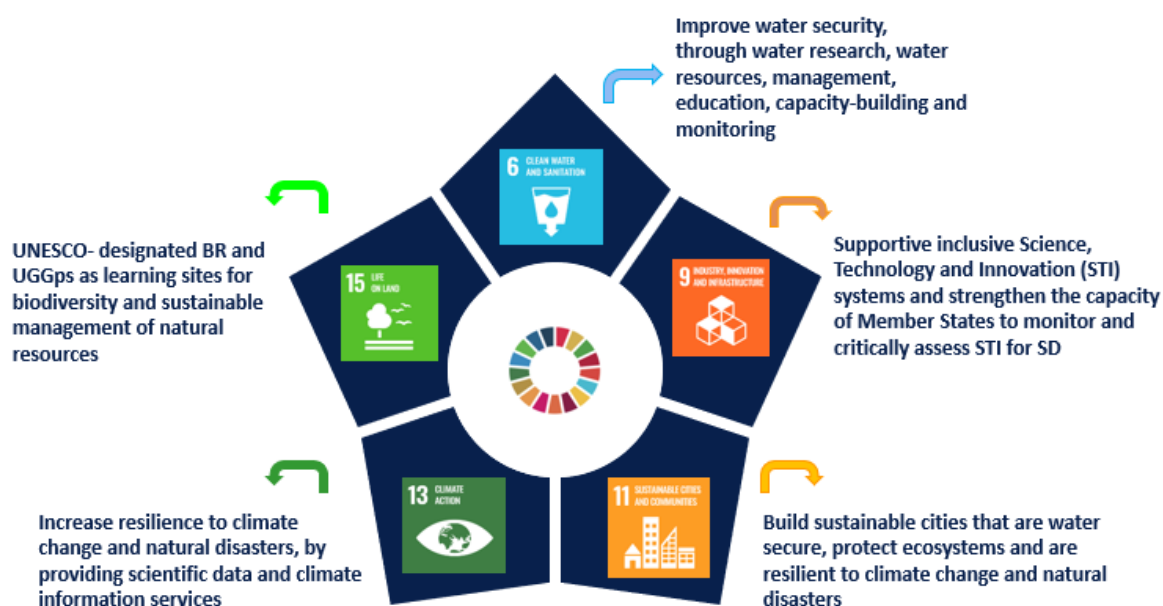 Improve water security,
through water research, water
resources, management,
education, capacity-building and
monitoring
6 CLEAN WATER
AND SANITATION
UNESCO- designated BR and
UGGps as learning sites for
biodiversity and sustainable
management of natural
resources
15 LIFE
ON LAND
9 INDUSTRY, INNOVATION
AND INFRASTRUCTURE
Supportive inclusive Science,
Technology and Innovation (STI)
systems and strengthen the capacity
of Member States to monitor and
critically assess STI for SD
13 CLIMATE
ACTION
11 SUSTAINABLE CITIES
AND COMMUNITIES
Increase resilience to climate
change and natural disasters, by
providing scientific data and climate
information services
Build sustainable cities that are water
secure, protect ecosystems and are
resilient to climate change and natural
disasters